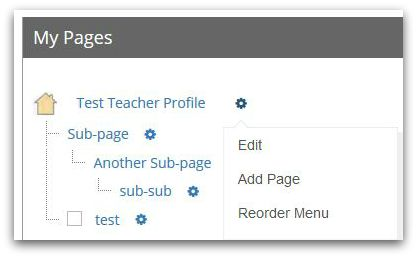 My Pages
Test Teacher Profile
Sub-page
Edit
Another Sub-page
Add Page
sub-sub
Reorder Menu
test